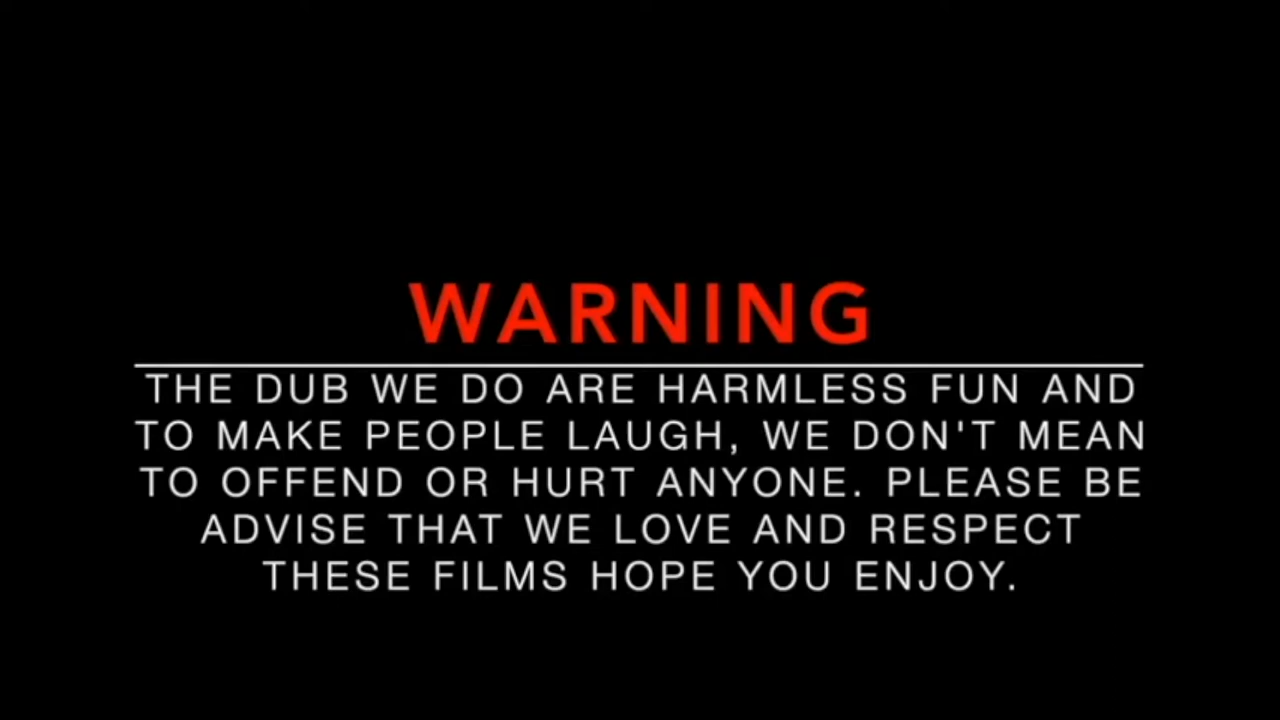 WARNING
THE DUB WE DO ARE HARMLESS FUN AND
TO MAKE PEOPLE LAUGH, WE DON'T MEAN
TO OFFEND OR HURT ANYONE. PLEASE BE
ADVISE THAT WE LOVE AND RESPECT
THESE FILMS HOPE YOU ENJOY.